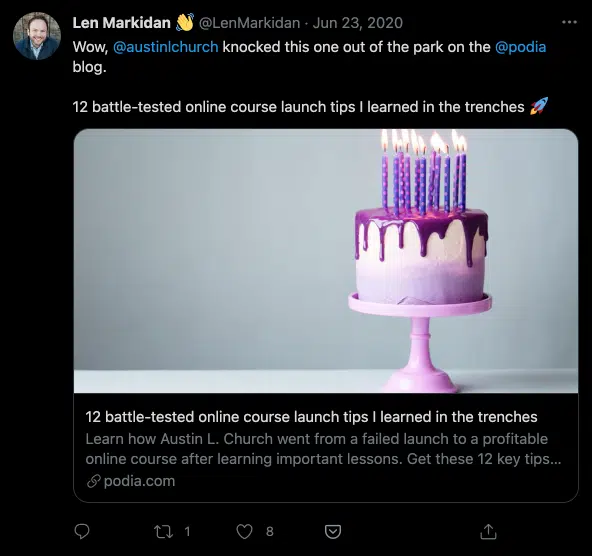 Len Markidan 👋 @LenMarkidan · Jun 23, 2020
Wow, @austinlchurch knocked this one out of the park on the @podia
blog.
12 battle-tested online course launch tips I learned in the trenches 🚀
12 battle-tested online course launch tips I learned in the trenches
Learn how Austin L. Church went from a failed launch to a profitable
online course after learning important lessons. Get these 12 key tips...
podia.com
1 8